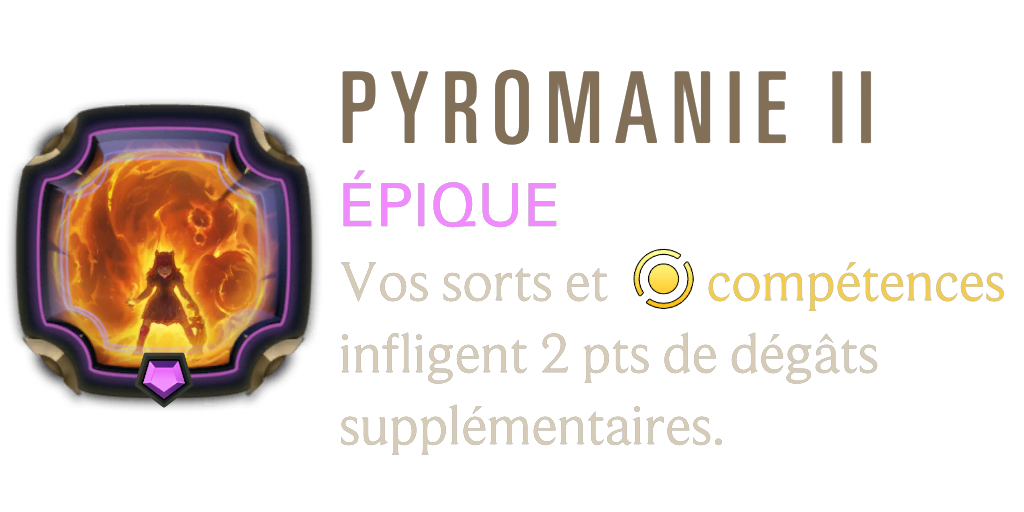 PYROMANIE II
ÉPIQUE
Vos sorts et compétences
infligent 2 pts de dégâts
supplémentaires.